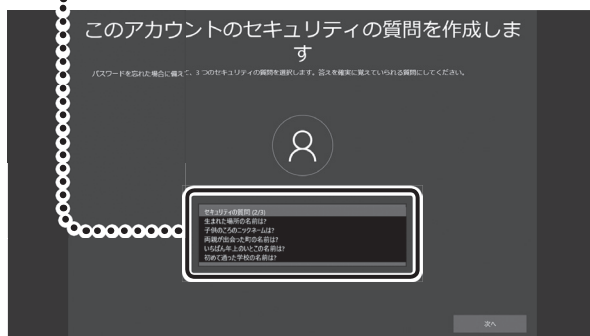 このアカウントのセキュリティの質問を作成しま
す
パスワードを忘れた場合に備えて、3 つのセキュリティの質問を選択します。答えを確実に覚えていられる質問にしてください。
セキュリティの質問 (2/3)
生まれた場所の名前は?
子供のころのニックネームは?
両親が出会った町の名前は?
いちばん年上のいとこの名前は?
初めて通った学校の名前は?
次へ